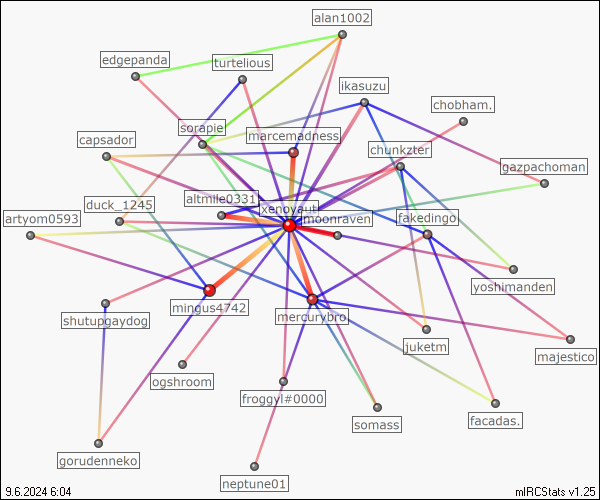 alan1002
edgepanda
turtelious
ikasuzu
chobham.
sorapie
marcemadness
capsador
chunkzter
gazpachoman
altmile0331
duck_1245
xenoyaut
moonraven
fakedingo
artyom0593
yoshimanden
mingus4742
mercurybro
shutupgaydog
juketm
majestico
ogshroom
froggyl#0000
somass
facadas.
gorudenneko
neptune01
9.6.2024 6:04
mIRCStats v1.25